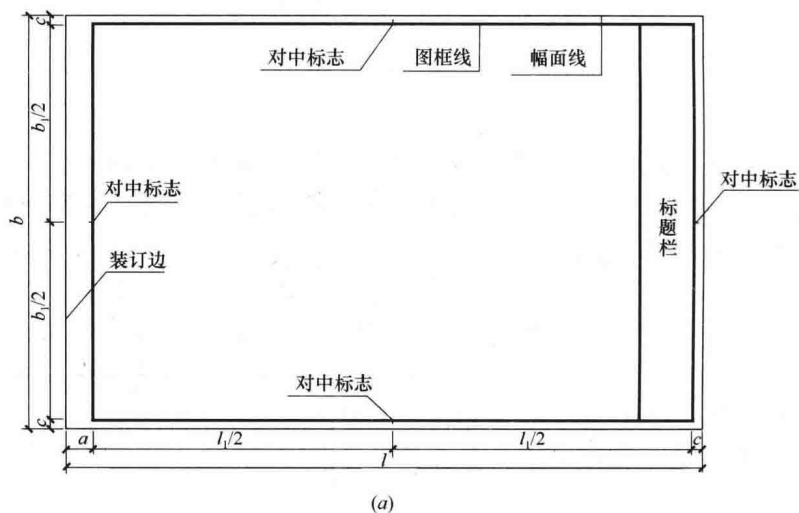 c
对中标志
图框线
幅面线
b₁/2
对中标志
对中标志
标题栏
b
装订边
b₁/2
对中标志
c
a
l₁/2
l₁/2
c
l
(a)